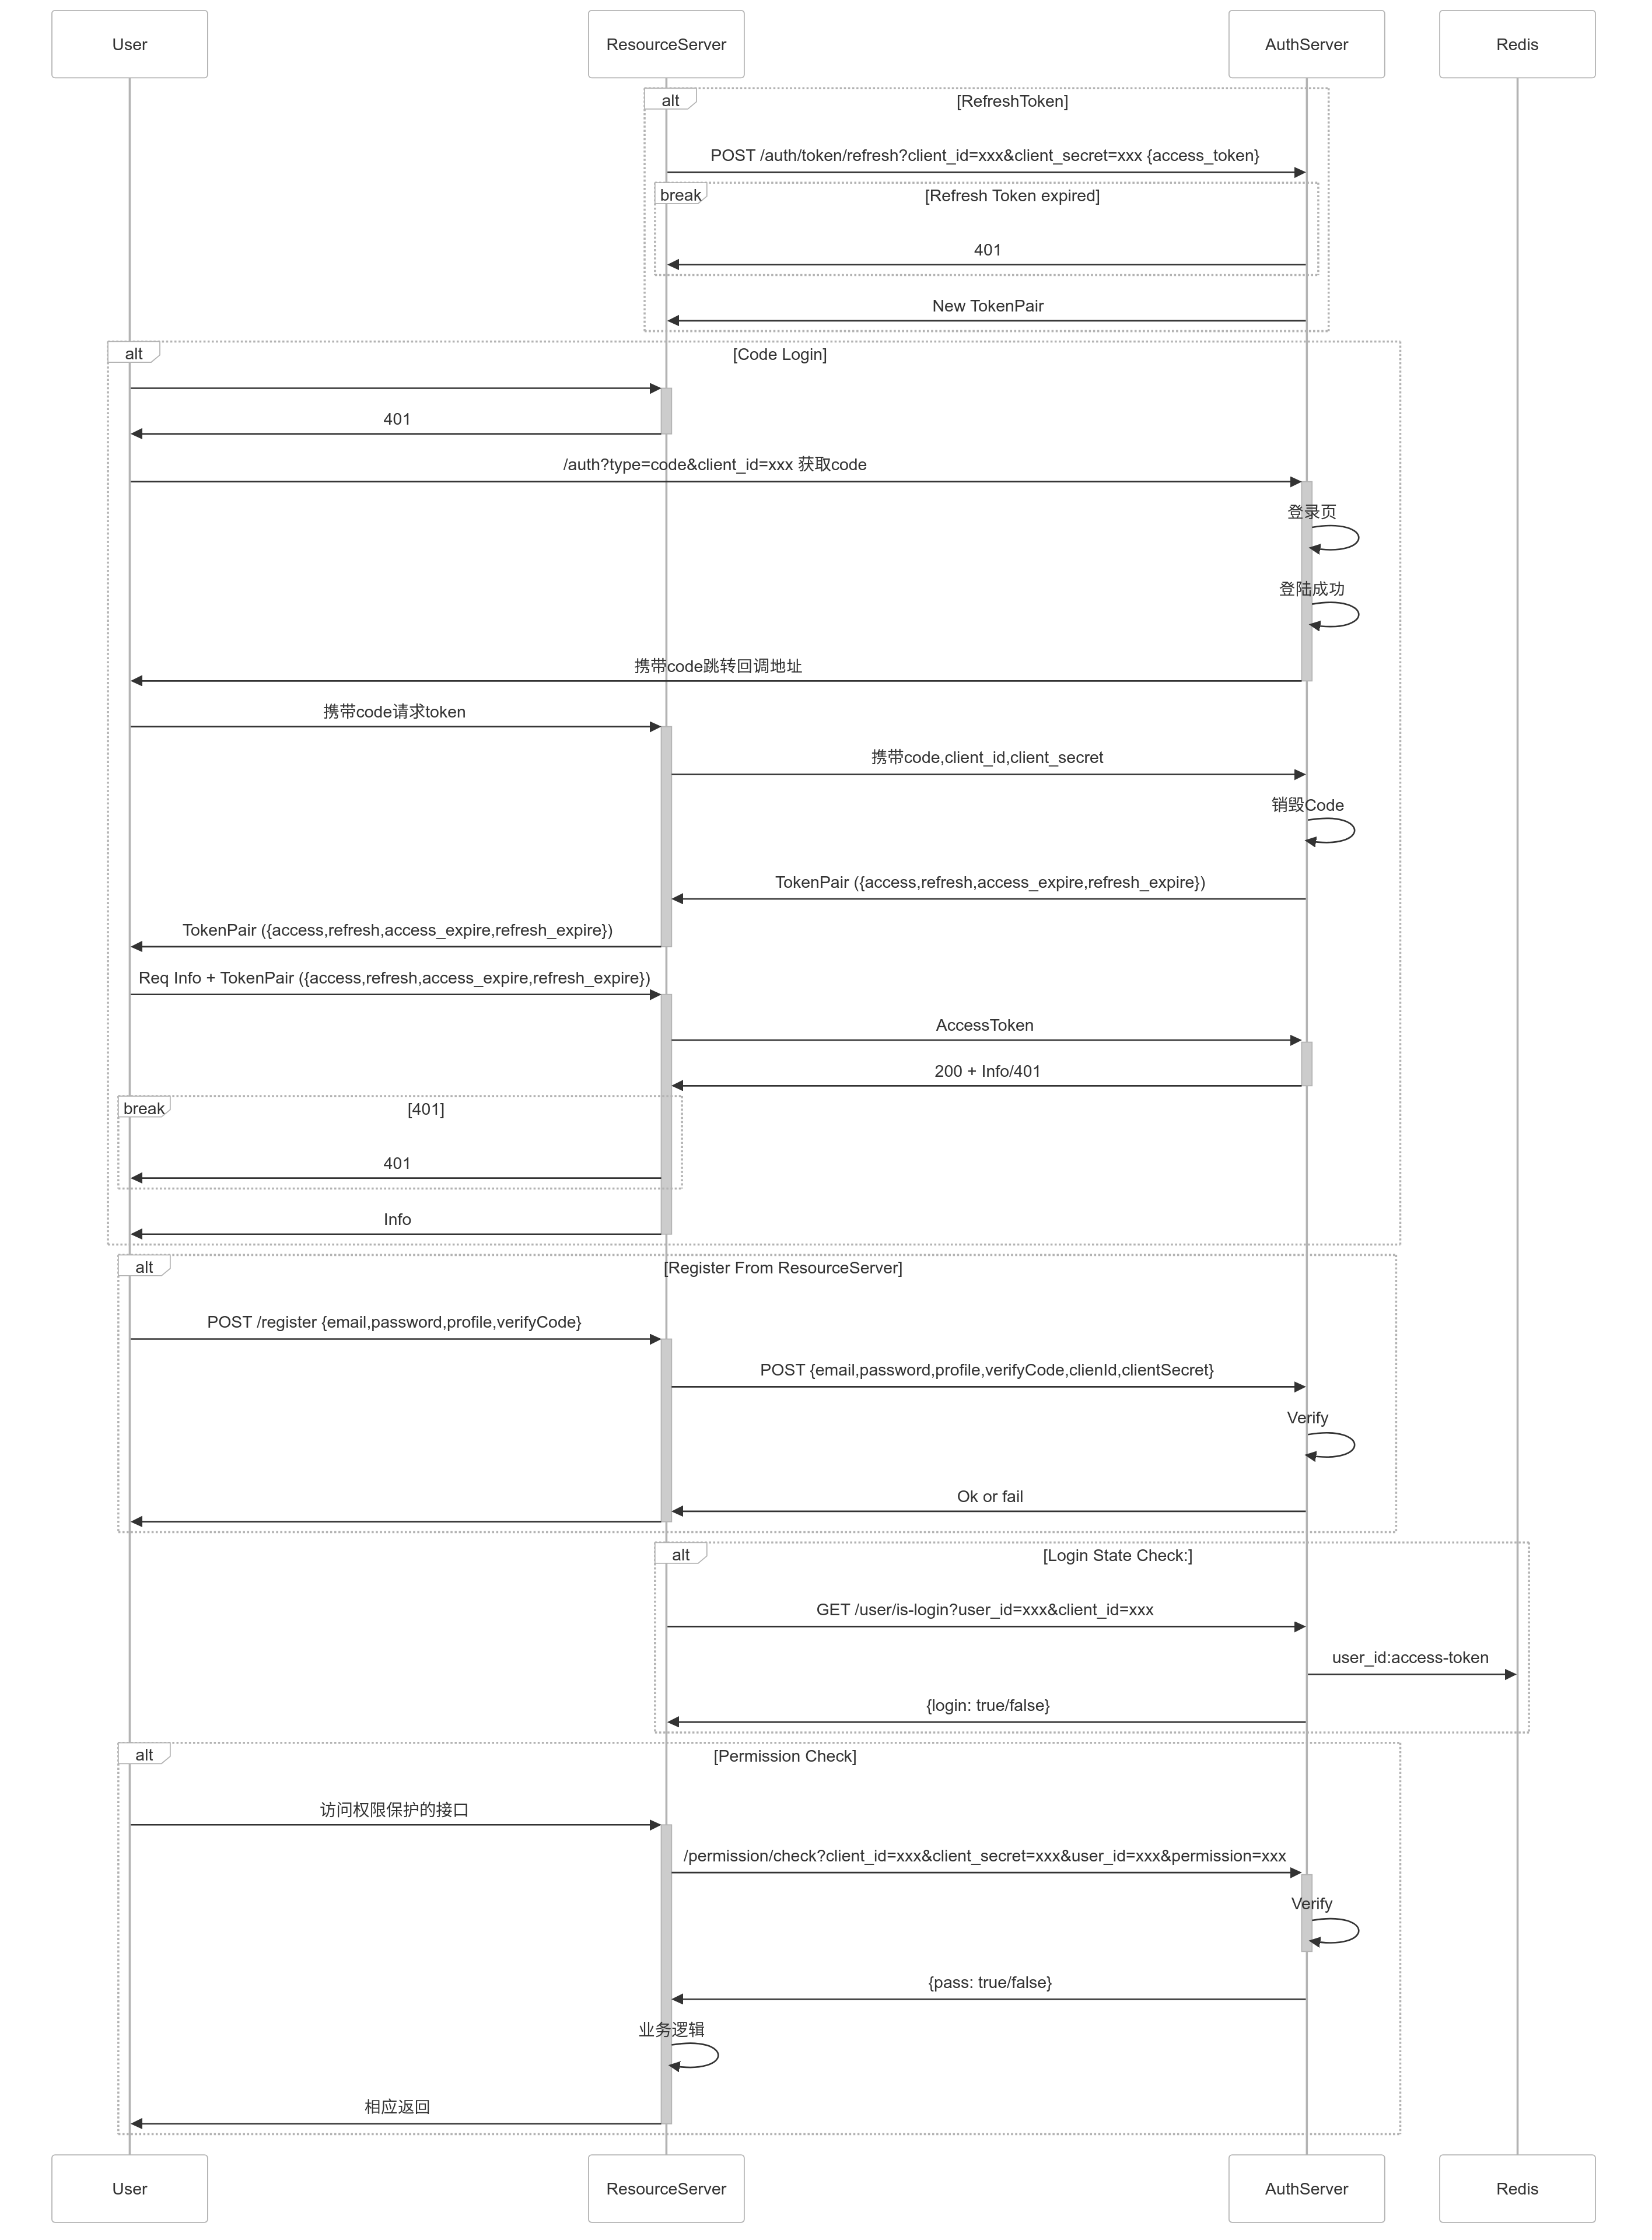 User
ResourceServer
AuthServer
Redis
alt
[RefreshToken]
POST /auth/token/refresh?client_id=xxx&client_secret=xxx {access_token}
break
[Refresh Token expired]
401
New TokenPair
alt
[Code Login]
401
/auth?type=code&client_id=xxx 获取code
登录页
登陆成功
携带code跳转回调地址
携带code请求token
携带code,client_id,client_secret
销毁Code
TokenPair ({access,refresh,access_expire,refresh_expire})
TokenPair ({access,refresh,access_expire,refresh_expire})
Req Info + TokenPair ({access,refresh,access_expire,refresh_expire})
AccessToken
200 + Info/401
break
[401]
401
Info
alt
[Register From ResourceServer]
POST /register {email,password,profile,verifyCode}
POST {email,password,profile,verifyCode,clienId,clientSecret}
Verify
Ok or fail
alt
[Login State Check:]
GET /user/is-login?user_id=xxx&client_id=xxx
user_id:access-token
{login: true/false}
alt
[Permission Check]
访问权限保护的接口
/permission/check?client_id=xxx&client_secret=xxx&user_id=xxx&permission=xxx
Verify
{pass: true/false}
业务逻辑
相应返回
User
ResourceServer
AuthServer
Redis